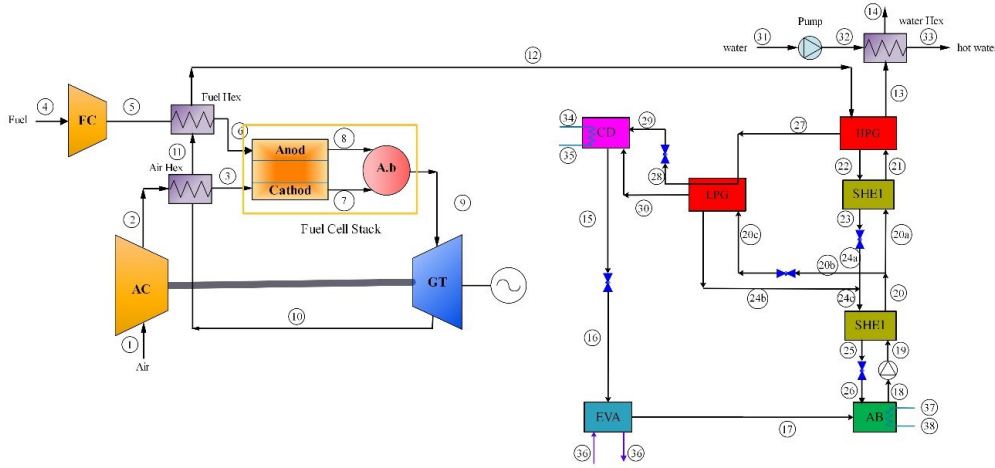 14
Pump
water Hex
31
32
33
water
hot water
12
4
5
Fuel Hex
13
Fuel
FC
6
8
34
CD
29
27
HPG
Anod
A.b
35
28
22
21
11
Air Hex
3
Cathod
7
9
LPG
SHE1
2
Fuel Cell Stack
30
23
15
20c
20a
24a
AC
GT
20b
24b
24c
20
10
SHE1
1
16
25
19
Air
26
18
EVA
17
AB
37
38
36
36